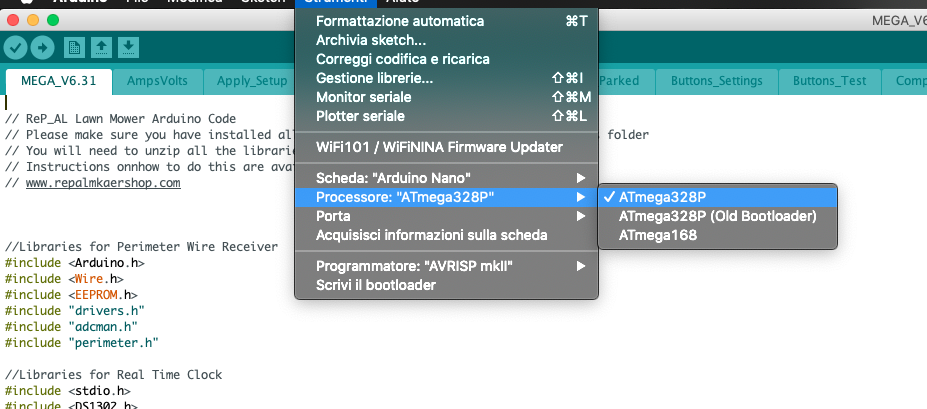 Arduino File Modifica Sketch Strumenti Aiuto
MEGA_V6
MEGA_V6.31 AmpsVolts Apply_Setup Parked Buttons_Settings Buttons_Test Comp
Formattazione automatica ⌘T
Archivia sketch...
Correggi codifica e ricarica
Gestione librerie... ⇧⌘I
Monitor seriale ⇧⌘M
Plotter seriale ⇧⌘L
WiFi101 / WiFiNINA Firmware Updater
Scheda: "Arduino Nano"
Processore: "ATmega328P"
Porta
Acquisisci informazioni sulla scheda
Programmatore: "AVRISP mkII"
Scrivi il bootloader
✓ ATmega328P
ATmega328P (Old Bootloader)
ATmega168
// ReP_AL Lawn Mower Arduino Code
// Please make sure you have installed all s folder
// You will need to unzip all the librarie
// Instructions onnhow to do this are ava
// www.repalmkaershop.com
//Libraries for Perimeter Wire Receiver
#include <Arduino.h>
#include <Wire.h>
#include <EEPROM.h>
#include "drivers.h"
#include "adcman.h"
#include "perimeter.h"
//Libraries for Real Time Clock
#include <stdio.h>
#include <DS1302.h>